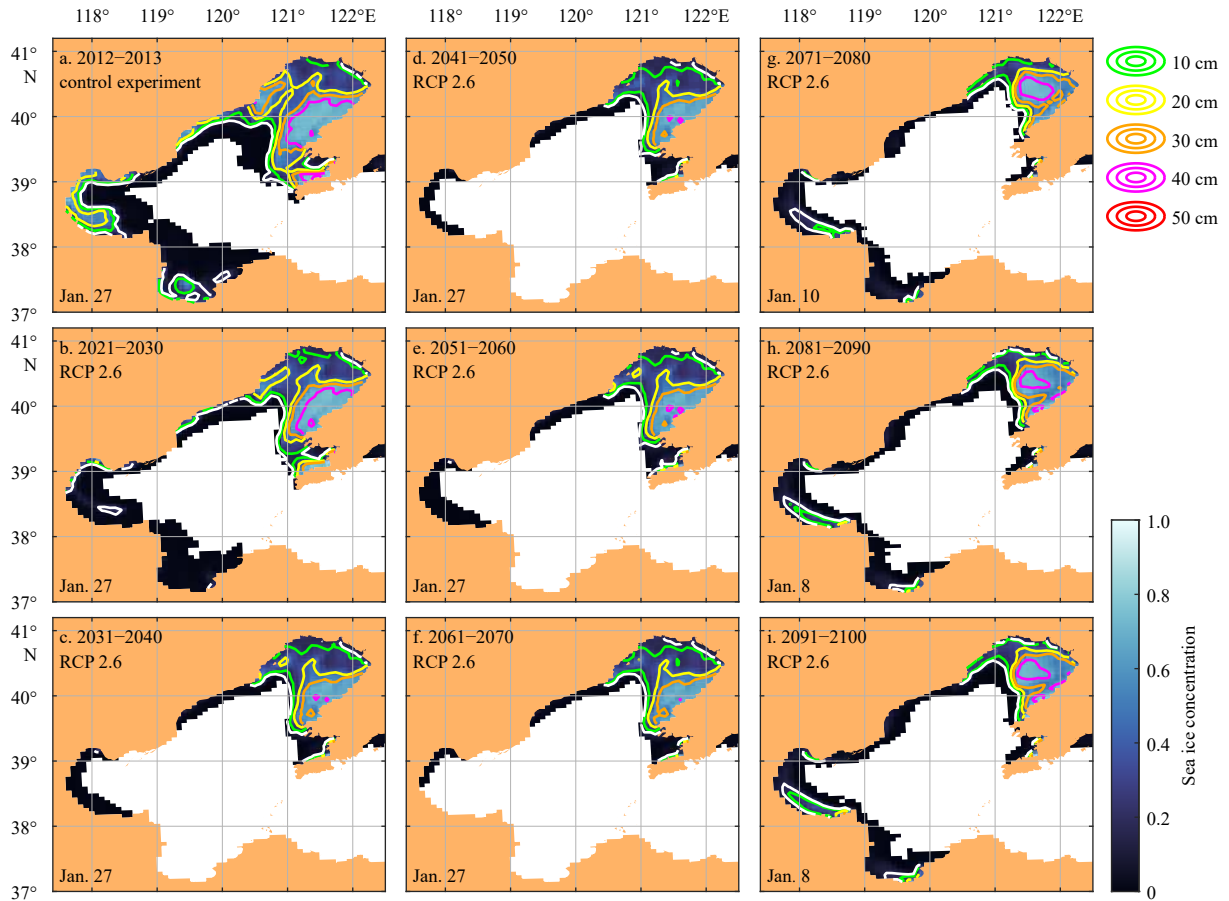 118° 119° 120° 121° 122°E 118° 119° 120° 121° 122°E 118° 119° 120° 121° 122°E
41°
N
40°
39°
38°
37°
a. 2012−2013
control experiment
Jan. 27
d. 2041−2050
RCP 2.6
Jan. 27
g. 2071−2080
RCP 2.6
Jan. 10
10 cm
20 cm
30 cm
40 cm
50 cm
41°
N
40°
39°
38°
37°
b. 2021−2030
RCP 2.6
Jan. 27
e. 2051−2060
RCP 2.6
Jan. 27
h. 2081−2090
RCP 2.6
Jan. 8
41°
N
40°
39°
38°
37°
c. 2031−2040
RCP 2.6
Jan. 27
f. 2061−2070
RCP 2.6
Jan. 27
i. 2091−2100
RCP 2.6
Jan. 8
1.0
0.8
0.6
0.4
0.2
0
Sea ice concentration